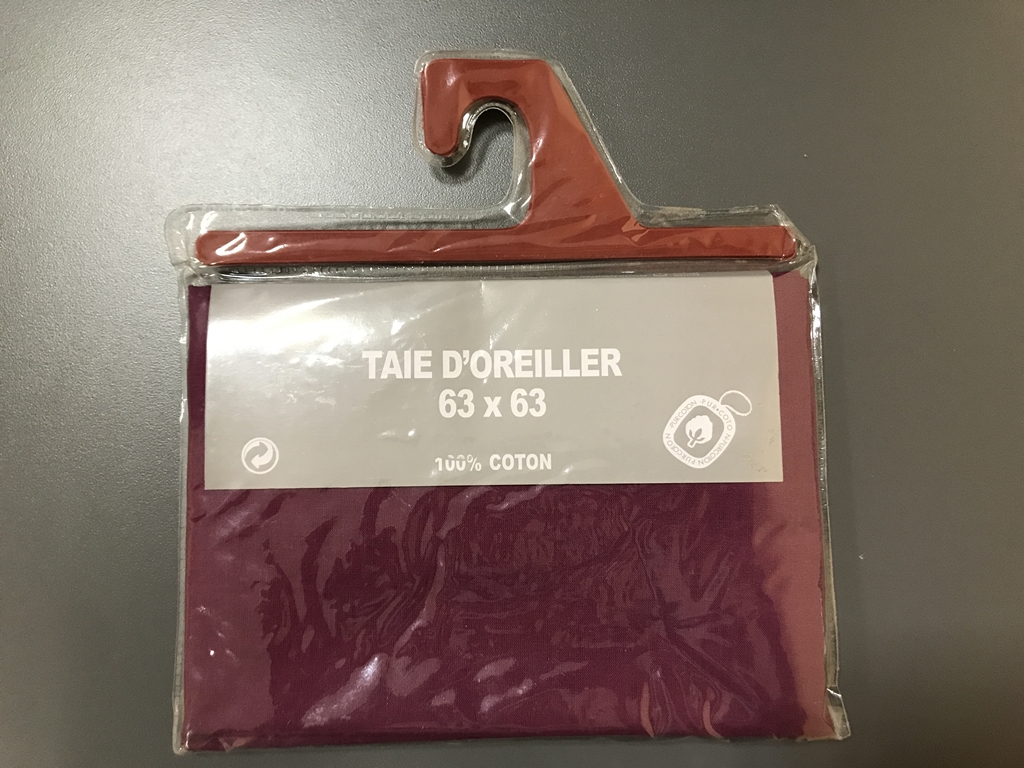 TAIE D'OREILLER
63 x 63
100% COTON